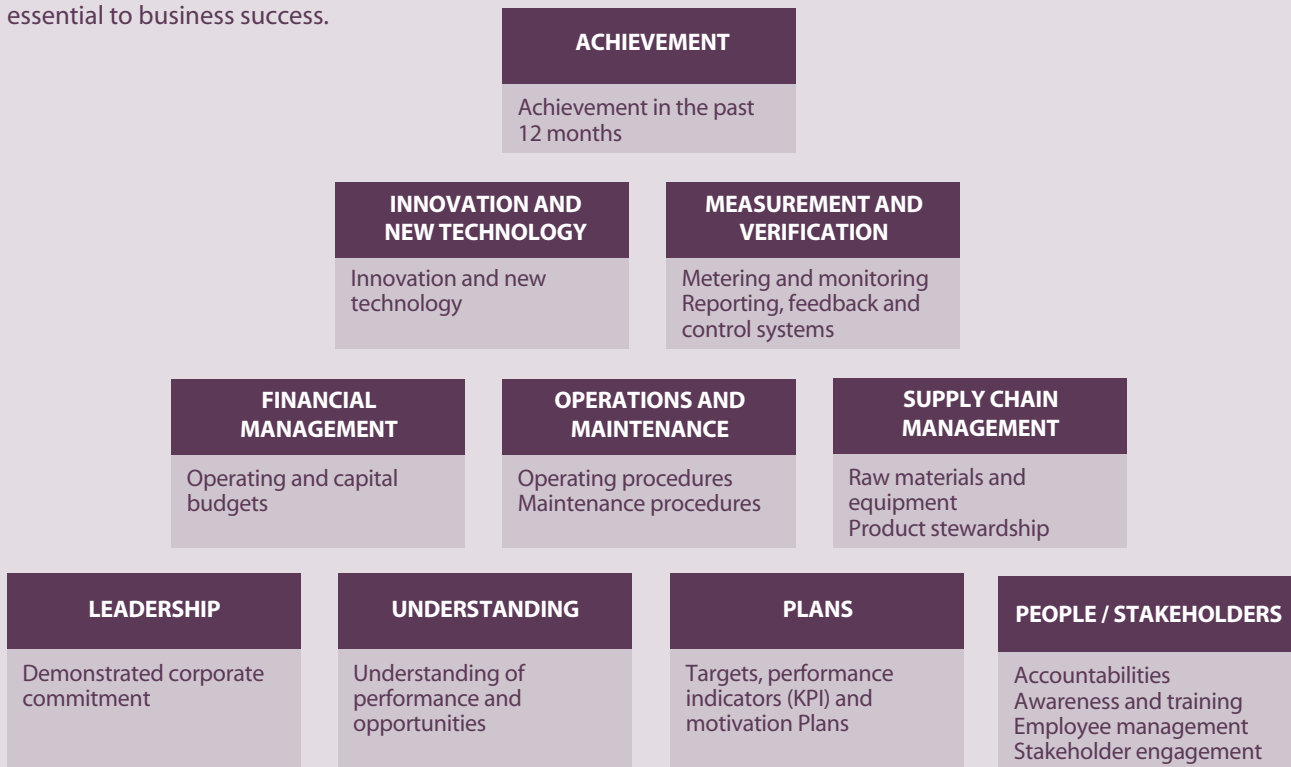 essential to business success.
ACHIEVEMENT
Achievement in the past
12 months
INNOVATION AND
NEW TECHNOLOGY
Innovation and new
technology
MEASUREMENT AND
VERIFICATION
Metering and monitoring
Reporting, feedback and
control systems
FINANCIAL
MANAGEMENT
Operating and capital
budgets
OPERATIONS AND
MAINTENANCE
Operating procedures
Maintenance procedures
SUPPLY CHAIN
MANAGEMENT
Raw materials and
equipment
Product stewardship
LEADERSHIP
Demonstrated corporate
commitment
UNDERSTANDING
Understanding of
performance and
opportunities
PLANS
Targets, performance
indicators (KPI) and
motivation Plans
PEOPLE / STAKEHOLDERS
Accountabilities
Awareness and training
Employee management
Stakeholder engagement